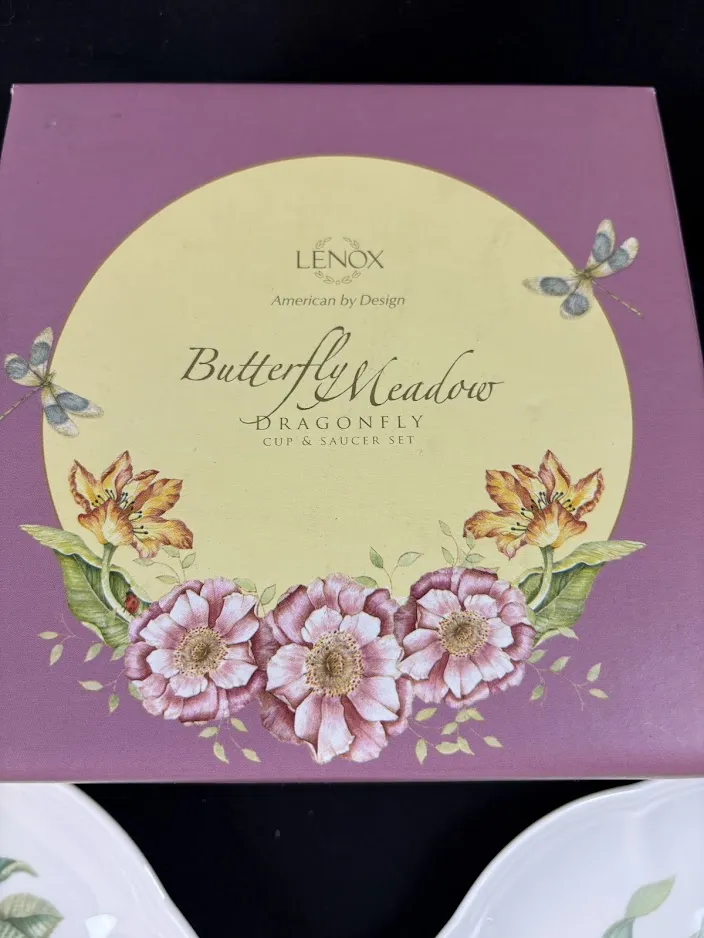 LENOX
American by Design
Butterfly Meadow
DRAGONFLY
CUP & SAUCER SET